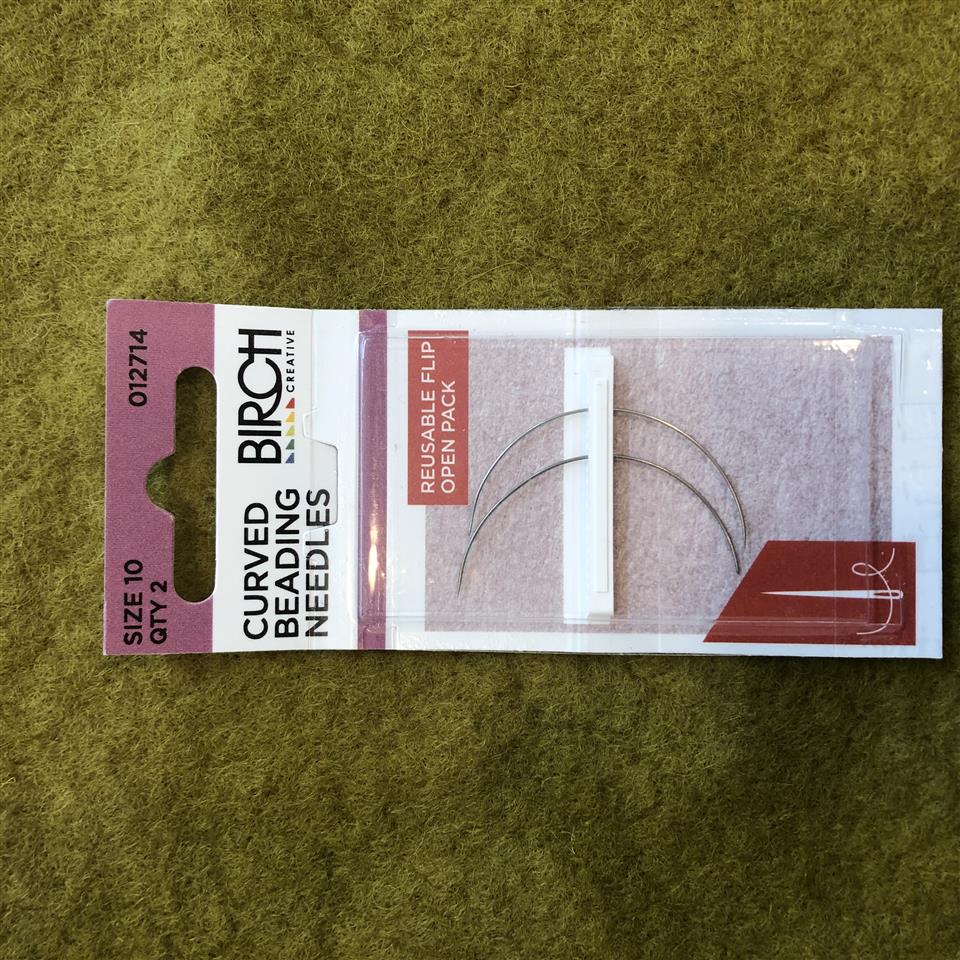 SIZE 10
QTY 2
012714
BIRCH
CREATIVE
CURVED
BEADING
NEEDLES
REUSABLE FLIP
OPEN PACK